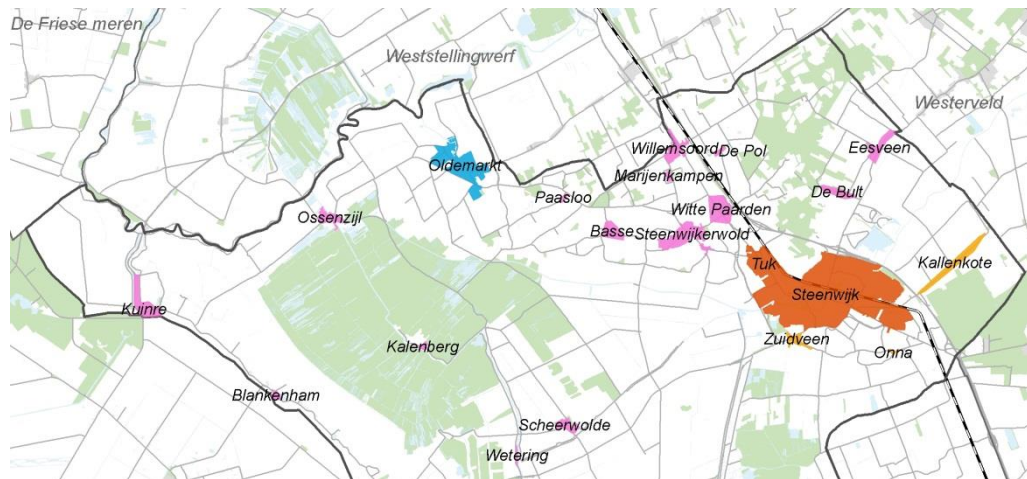 De Friese meren
Weststellingwerf
Westerveld
Willemsoord
De Pol
Eesveen
Oldemarkt
Marijenkampen
Paasloo
De Bult
Ossenzijl
Witte Paarden
Basse
Steenwijkerwold
Tuk
Kallenkote
Steenwijk
Kuinre
Zuidveen
Kalenberg
Onna
Blankenham
Scheerwolde
Wetering